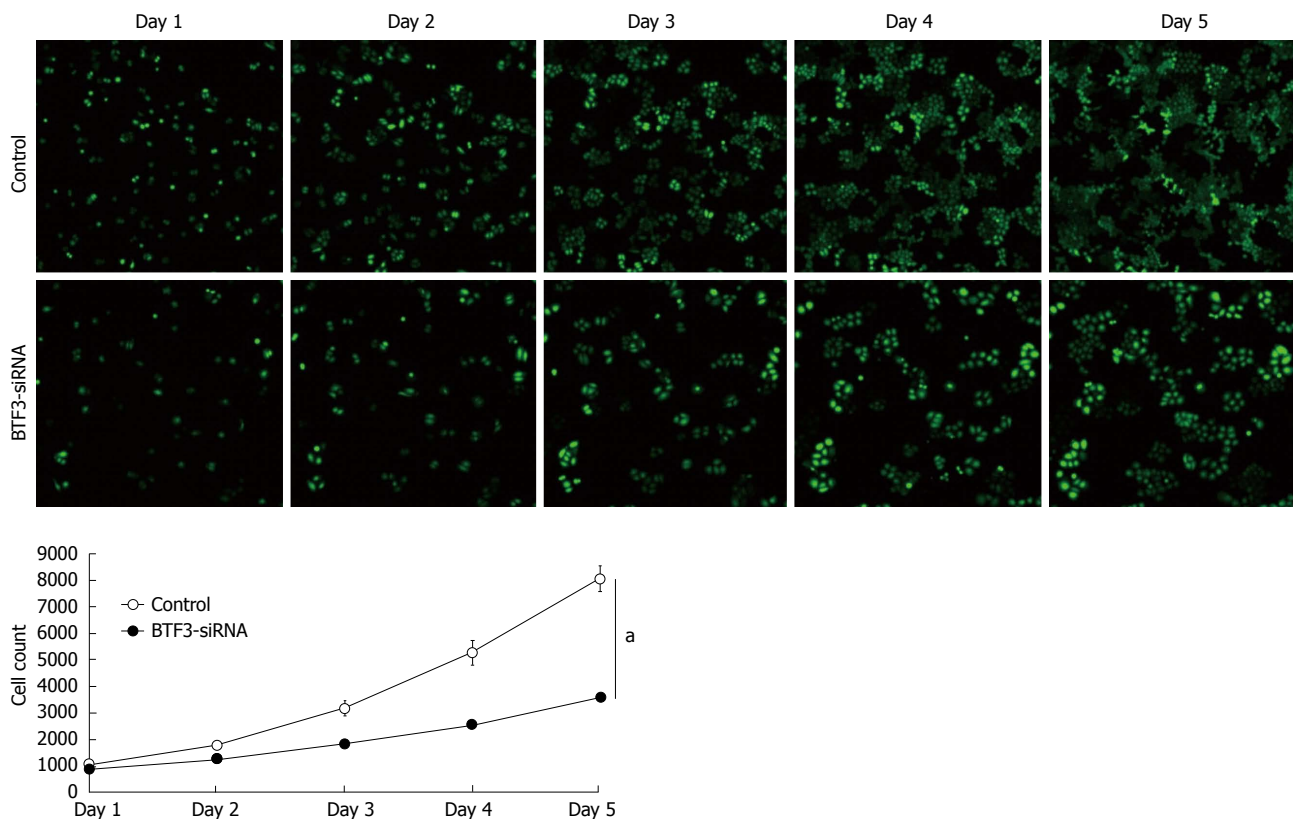 Day 1 Day 2 Day 3 Day 4 Day 5
Control
BTF3-siRNA
9000
8000
7000
6000
5000
4000
3000
2000
1000
0
Cell count
Control
BTF3-siRNA
a
Day 1 Day 2 Day 3 Day 4 Day 5